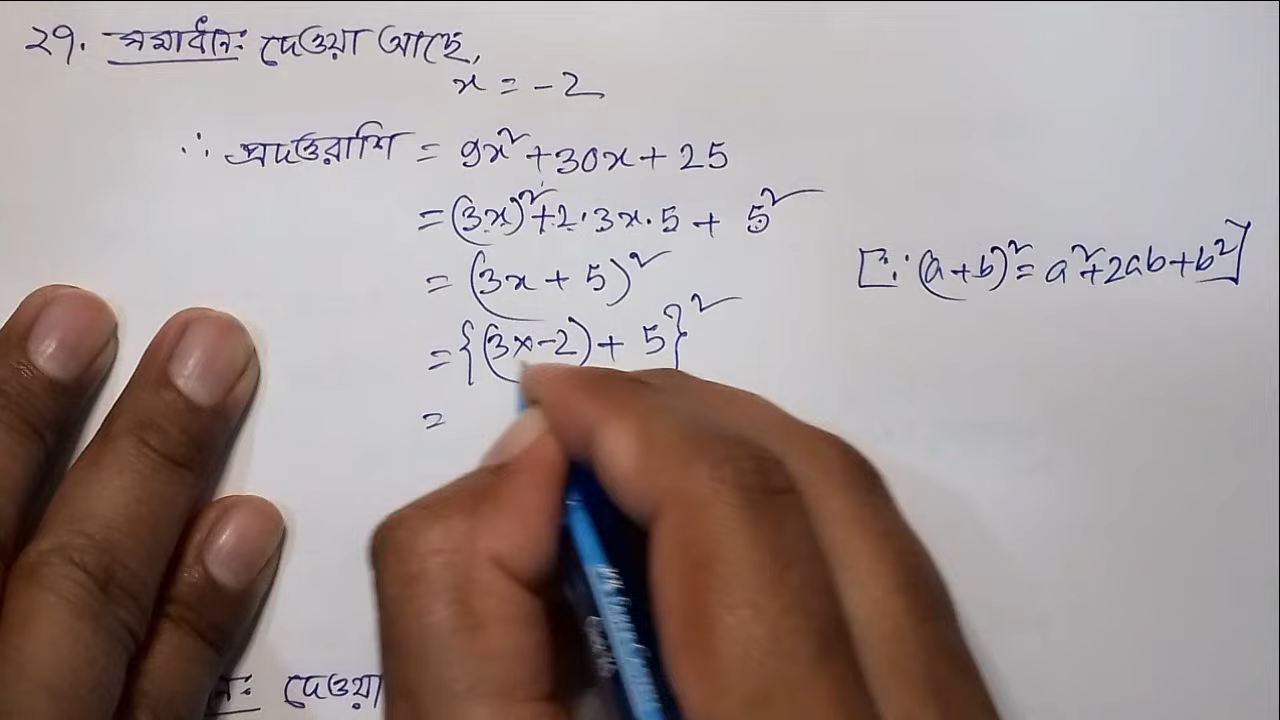 ২৭. সমাধান: দেওয়া আছে,
x = -2
∴ প্রদত্তরাশি = 9x² + 30x + 25
= (3x)² + 2·3x·5 + 5²
= (3x + 5)² [∵ (a+b)² = a²+2ab+b²]
= {(3×-2) + 5}²
=
ন: দেওয়া